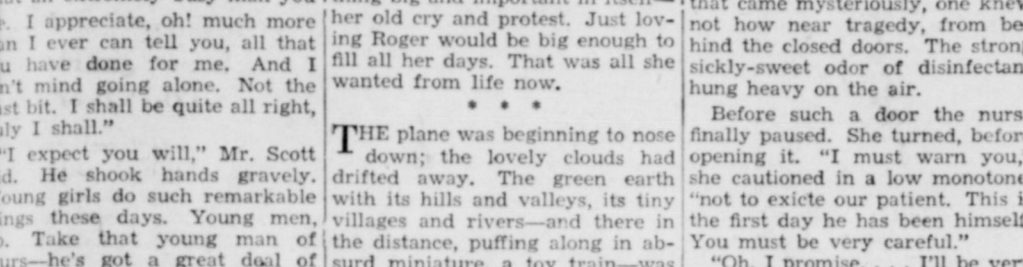 . I appreciate, oh! much more
I ever can tell you, all that
have done for me. And I
mind going alone. Not the
bit. I shall be quite all right,
I shall."
"I expect you will," Mr. Scott
He shook hands gravely.
girls do such remarkable
these days. Young men,
Take that young man of
he's got a great deal of
her old cry and protest. Just lov-
ing Roger would be big enough to
fill all her days. That was all she
wanted from life now.
* * *
THE plane was beginning to nose
down; the lovely clouds had
drifted away. The green earth
with its hills and valleys, its tiny
villages and rivers—and there in
the distance, puffing along in ab-
surd miniature, a toy train—was
that came mysteriously, one knew
not how near tragedy, from be
hind the closed doors. The strong
sickly-sweet odor of disinfectan
hung heavy on the air.
Before such a door the nurs
finally paused. She turned, befor
opening it. "I must warn you,
she cautioned in a low monotone
"not to exicte our patient. This i
the first day he has been himself
You must be very careful."
"Oh, I promise. . . . I'll be ver